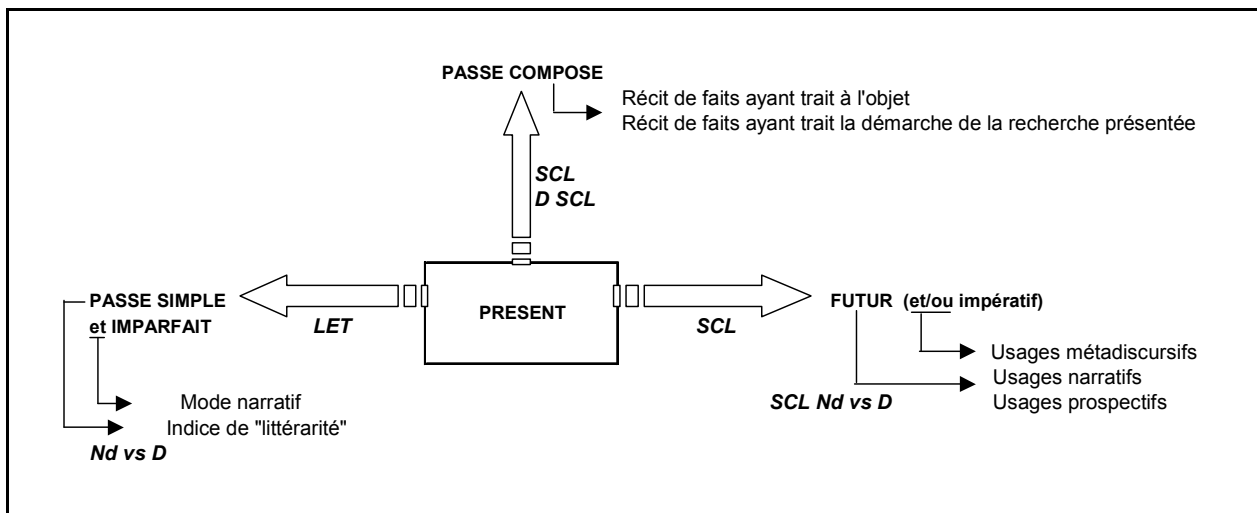 PASSE COMPOSE
Récit de faits ayant trait à l'objet
Récit de faits ayant trait la démarche de la recherche présentée
SCL
D SCL
PASSE SIMPLE
et IMPARFAIT
LET
PRESENT
SCL
FUTUR (et/ou impératif)
Mode narratif
Indice de "littérarité"
Nd vs D
Usages métadiscursifs
Usages narratifs
Usages prospectifs
SCL Nd vs D